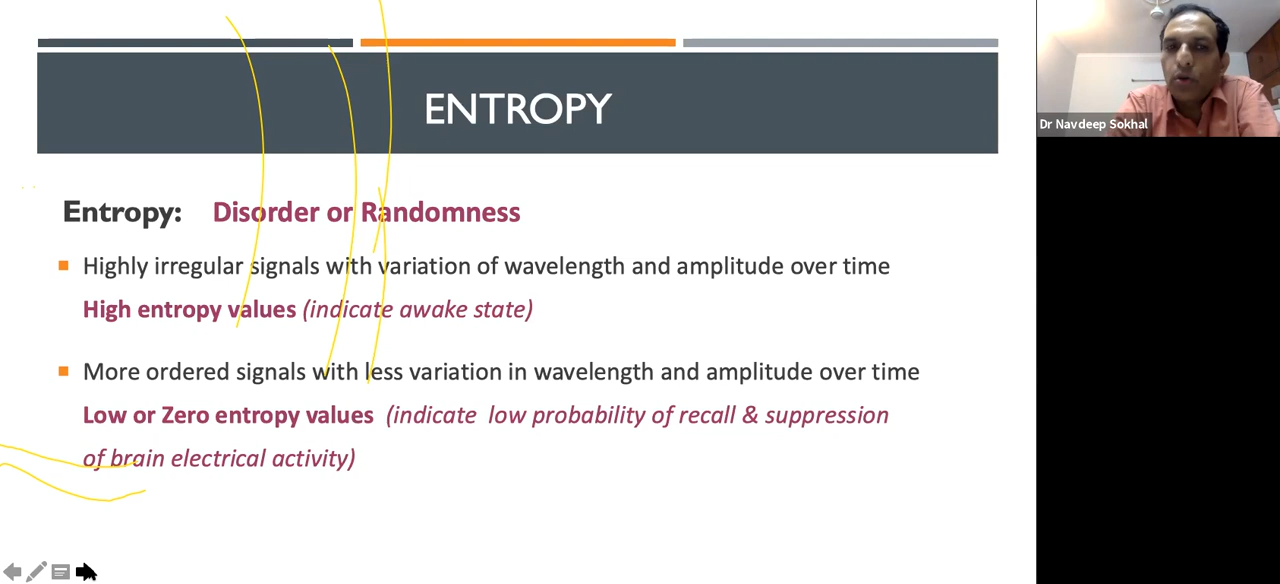 ENTROPY
Dr Navdeep Sokhal
Entropy: Disorder or Randomness
Highly irregular signals with variation of wavelength and amplitude over time
High entropy values (indicate awake state)
More ordered signals with less variation in wavelength and amplitude over time
Low or Zero entropy values (indicate low probability of recall & suppression
of brain electrical activity)